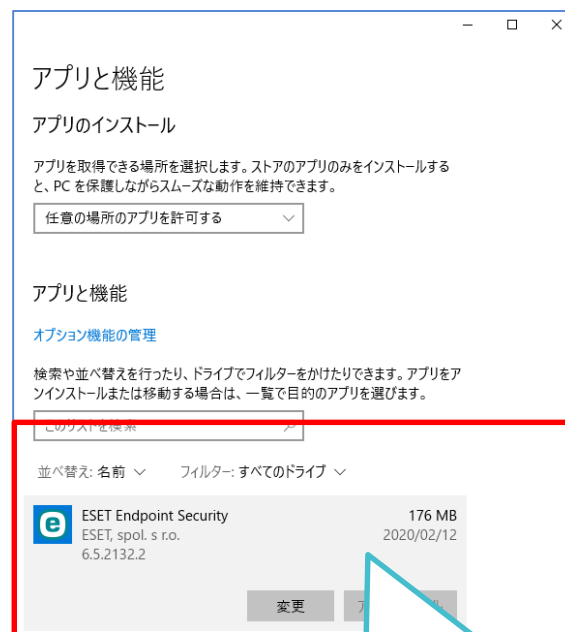 アプリと機能
アプリのインストール
アプリを取得できる場所を選択します。ストアのアプリのみをインストールする
と、PC を保護しながらスムーズな動作を維持できます。
任意の場所のアプリを許可する
アプリと機能
オプション機能の管理
検索や並べ替えを行ったり、ドライブでフィルターをかけたりできます。アプリをア
ンインストールまたは移動する場合は、一覧で目的のアプリを選びます。
このリストを検索
並べ替え: 名前 フィルター: すべてのドライブ
ESET Endpoint Security 176 MB
ESET, spol. s r.o. 2020/02/12
6.5.2132.2
変更